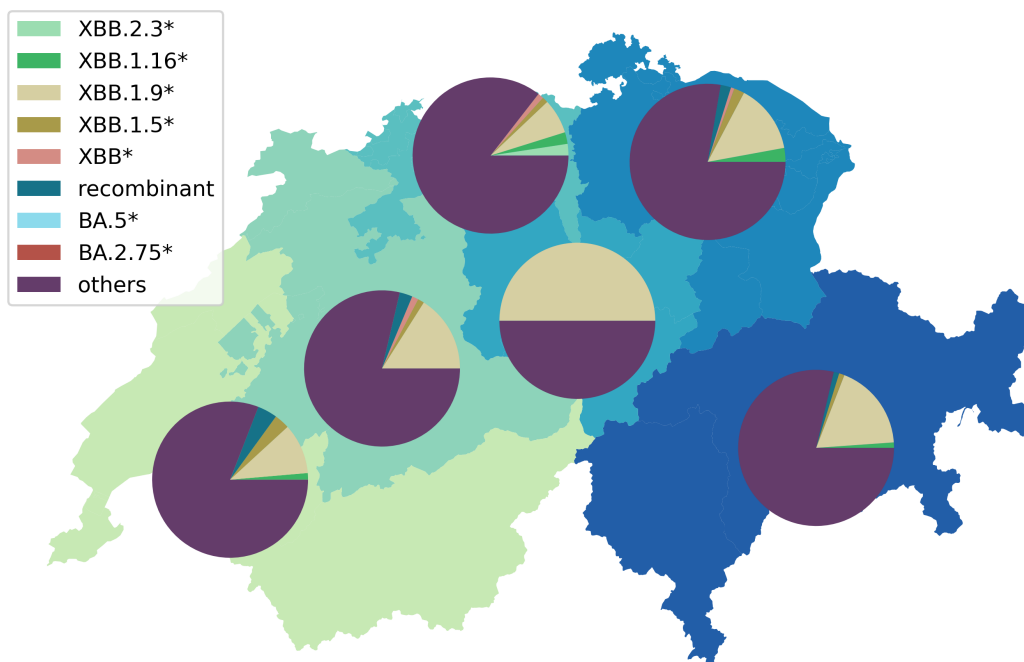 XBB.2.3*
XBB.1.16*
XBB.1.9*
XBB.1.5*
XBB*
recombinant
BA.5*
BA.2.75*
others